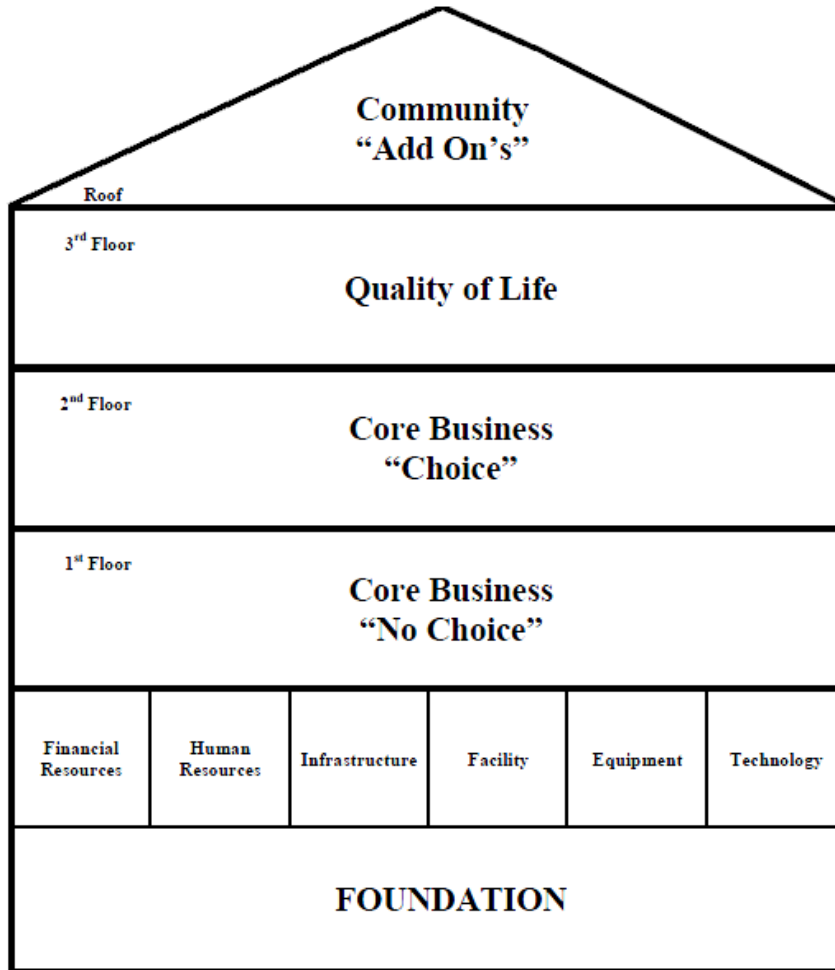 Community
“Add On’s”
Roof
3rd Floor
Quality of Life
2nd Floor
Core Business
“Choice”
1st Floor
Core Business
“No Choice”
Financial
Resources
Human
Resources
Infrastructure
Facility
Equipment
Technology
FOUNDATION